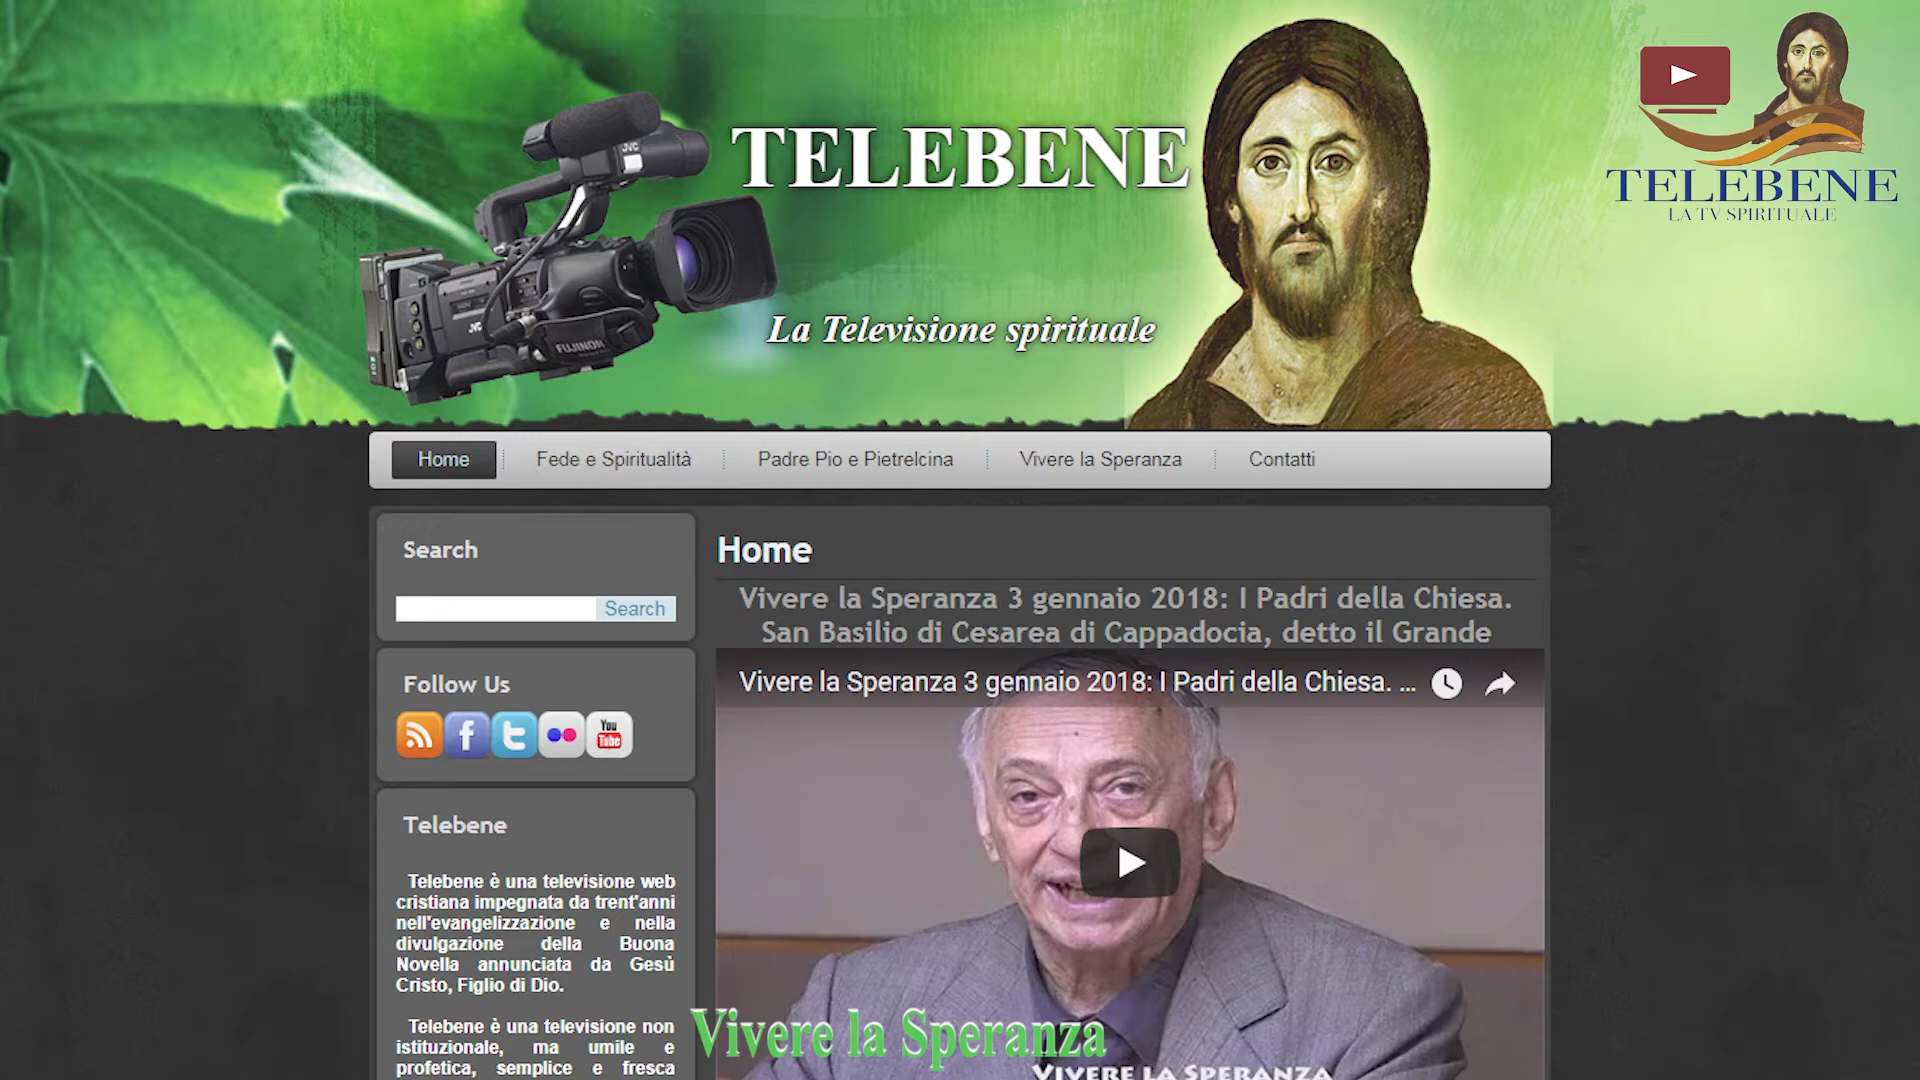 TELEBENE
La Televisione spirituale
TELEBENE
LA TV SPIRITUALE
JVC
JVC
FUJINON
Home
Fede e Spiritualità
Padre Pio e Pietrelcina
Vivere la Speranza
Contatti
Search
Search
Follow Us
You
Tube
Telebene
Telebene è una televisione web
cristiana impegnata da trent'anni
nell'evangelizzazione e nella
divulgazione della Buona
Novella annunciata da Gesù
Cristo, Figlio di Dio.
Telebene è una televisione non
istituzionale, ma umile e
profetica, semplice e fresca
Home
Vivere la Speranza 3 gennaio 2018: I Padri della Chiesa.
San Basilio di Cesarea di Cappadocia, detto il Grande
Vivere la Speranza 3 gennaio 2018: I Padri della Chiesa. ...
Vivere la Speranza
VIVERE LA SPERANZA